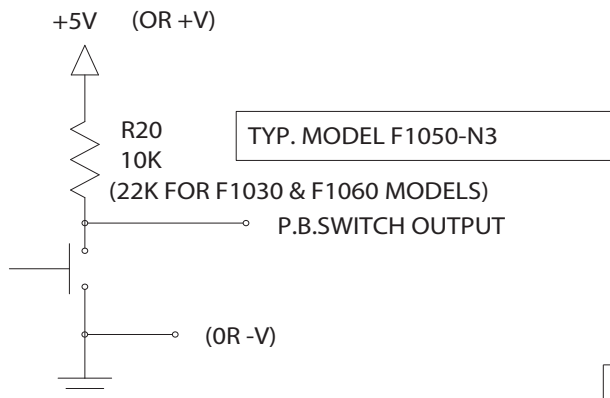 +5V (OR +V)
R20
10K
TYP. MODEL F1050-N3
(22K FOR F1030 & F1060 MODELS)
P.B.SWITCH OUTPUT
(0R -V)